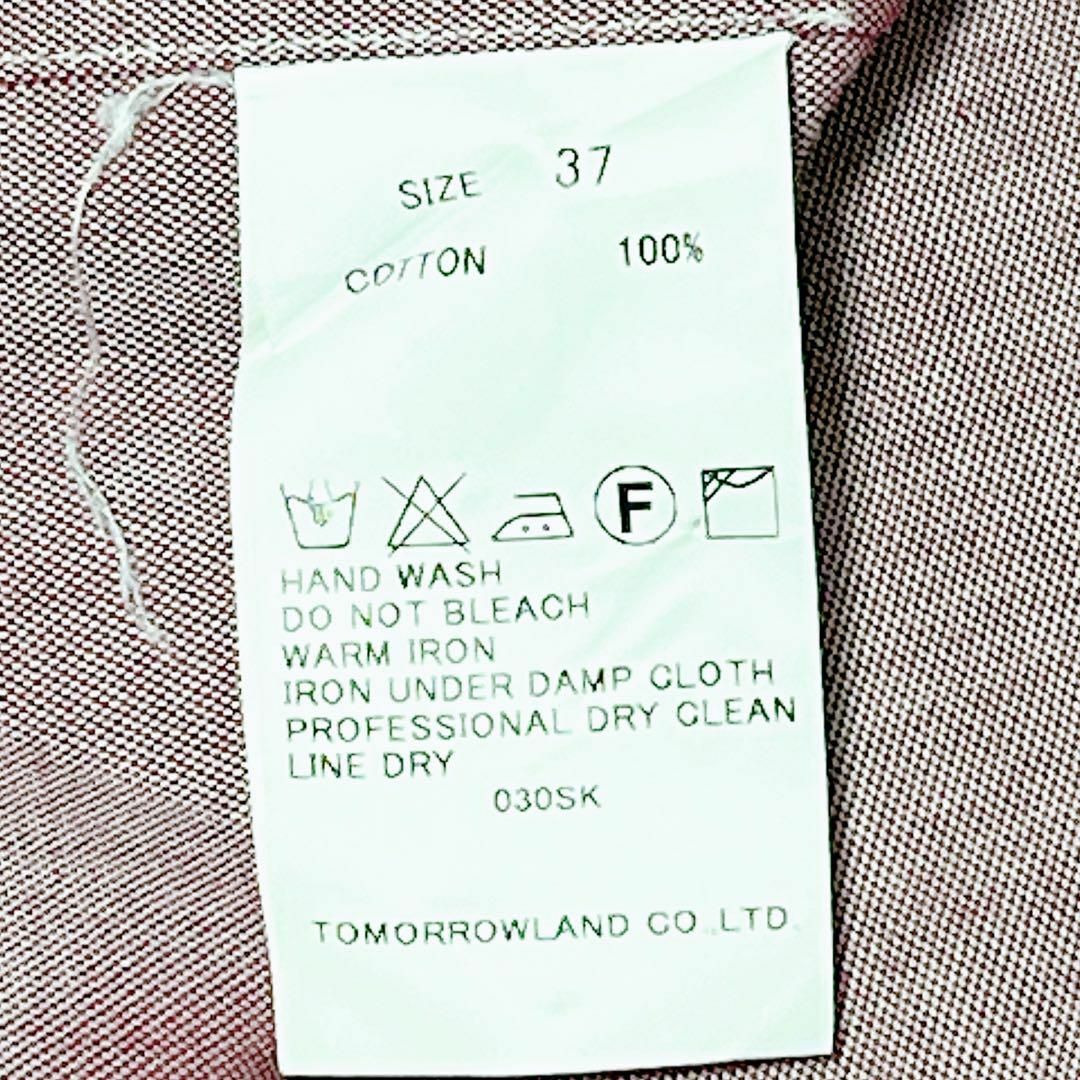 SIZE 37
COTTON 100%
F
HAND WASH
DO NOT BLEACH
WARM IRON
IRON UNDER DAMP CLOTH
PROFESSIONAL DRY CLEAN
LINE DRY
030SK
TOMORROWLAND CO.,LTD.